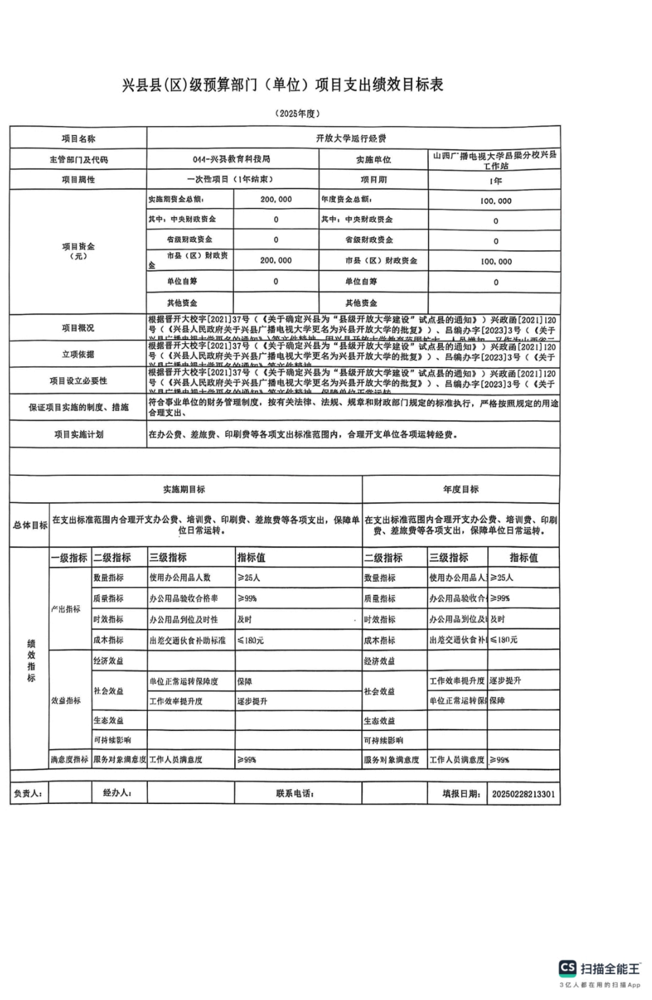 兴县县(区)级预算部门（单位）项目支出绩效目标表
（2025年度）
项目名称 开放大学运行经费
主管部门及代码 044-兴县教育科技局 实施单位 山西广播电视大学吕梁分校兴县
工作站
项目属性 一次性项目（1年结束） 项目期 1年
项目资金
（元）
实施期资金总额： 200,000 年度资金总额： 100,000
其中：中央财政资金 0 其中：中央财政资金 0
省级财政资金 0 省级财政资金 0
市县（区）财政资
金 200,000 市县（区）财政资金 100,000
单位自筹 0 单位自筹 0
其他资金 其他资金
项目概况 根据晋开大校字[2021]37号（《关于确定兴县为“县级开放大学建设”试点县的通知》）兴政函[2021]120
号（《兴县人民政府关于兴县广播电视大学更名为兴县开放大学的批复》）、吕编办字[2023]3号（《关于
兴县广播电视大学更名的通知》)等文件精神，因兴县开放大学教育范围扩大、人员增加，又作为山西省
立项依据 根据晋开大校字[2021]37号（《关于确定兴县为“县级开放大学建设”试点县的通知》）兴政函[2021]120
号（《兴县人民政府关于兴县广播电视大学更名为兴县开放大学的批复》）、吕编办字[2023]3号（《关于
兴县广播电视大学更名的通知》等文件精神
项目设立必要性 根据晋开大校字[2021]37号（《关于确定兴县为“县级开放大学建设”试点县的通知》）兴政函[2021]120
号（《兴县人民政府关于兴县广播电视大学更名为兴县开放大学的批复》）、吕编办字[2023]3号（《关于
兴县广播电视大学更名的通知》等文件精神，保障单位正常运转
保证项目实施的制度、措施 符合事业单位的财务管理制度，按有关法律、法规、规章和财政部门规定的标准执行，严格按照规定的用途
合理支出、
项目实施计划 在办公费、差旅费、印刷费等各项支出标准范围内，合理开支单位各项运转经费。
实施期目标 年度目标
总体目标 在支出标准范围内合理开支办公费、培训费、印刷费、差旅费等各项支出，保障单
位日常运转。
在支出标准范围内合理开支办公费、培训费、印刷
费、差旅费等各项支出，保障单位日常运转。
绩效指标
一级指标 二级指标 三级指标 指标值 二级指标 三级指标 指标值
产出指标
数量指标 使用办公用品人数 ≥25人 数量指标 使用办公用品人 ≥25人
质量指标 办公用品验收合格率 ≥99% 质量指标 办公用品验收合 ≥99%
时效指标 办公用品到位及时性 及时 时效指标 办公用品到位及 及时
成本指标 出差交通伙食补助标准 ≤180元 成本指标 出差交通伙食补 ≤180元
效益指标
经济效益 经济效益
社会效益 单位正常运转保障度 保障 社会效益 工作效率提升度 逐步提升
工作效率提升度 逐步提升 单位正常运转保 保障
生态效益 生态效益
可持续影响 可持续影响
满意度指标 服务对象满意度 工作人员满意度 ≥99% 服务对象满意度 工作人员满意度 ≥99%
负责人： 经办人： 联系电话： 填报日期： 20250228213301
CS 扫描全能王
3亿人都在用的扫描App